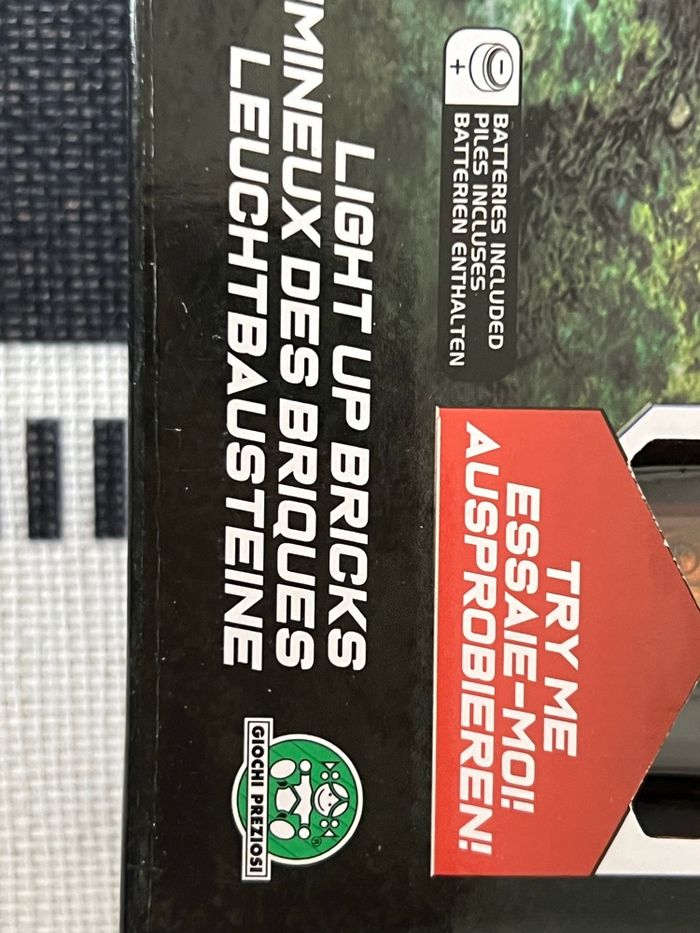 BATTERIES INCLUDED
PILES INCLUSES
BATTERIEN ENTHALTEN
TRY ME
ESSAIE-MOI!
AUSPROBIEREN!
LIGHT UP BRICKS
MINEUX DES BRIQUES
LEUCHTBAUSTEINE
GIOCHI PREZIOSI